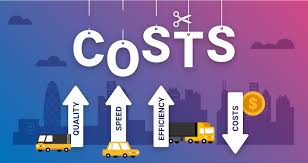 COSTS
QUALITY
SPEED
EFFICIENCY
COSTS
$